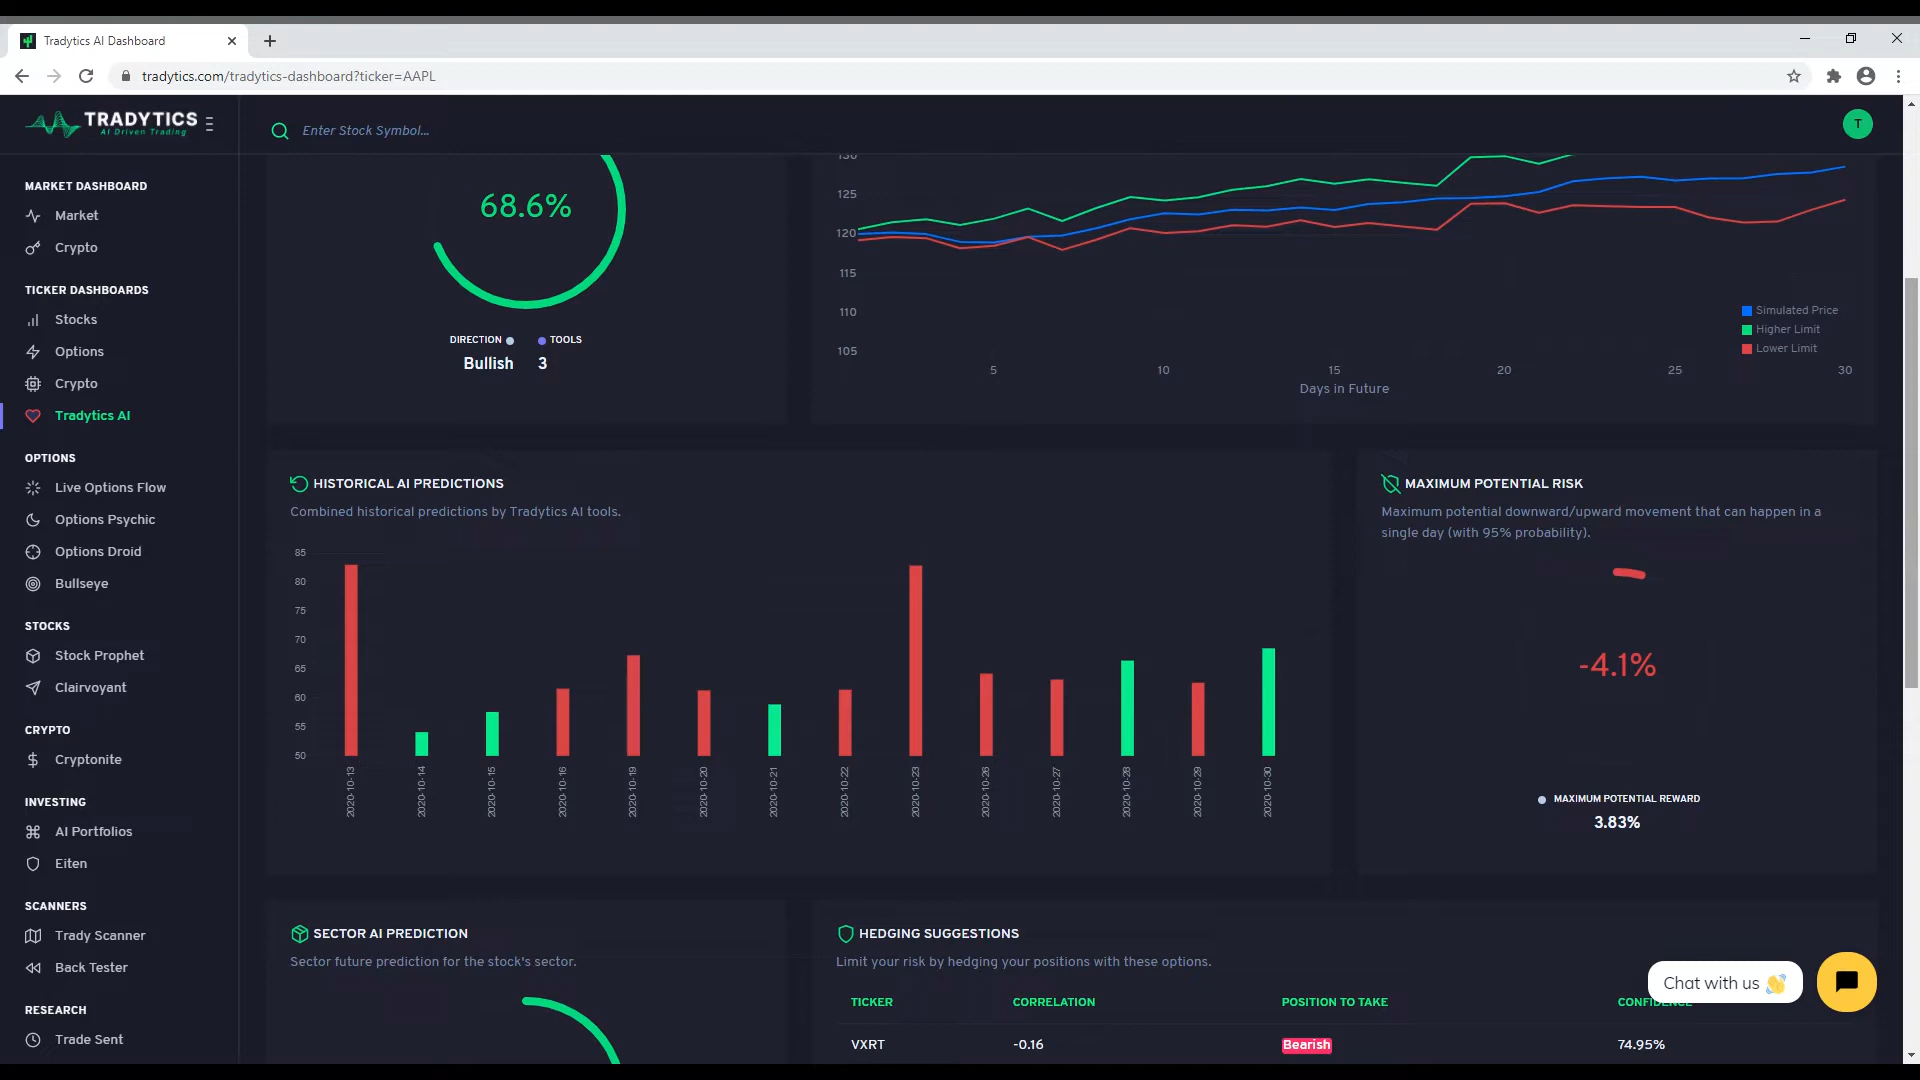 Tradytics AI Dashboard
tradytics.com/tradytics-dashboard?ticker=AAPL
TRADYTICS
AI Driven Trading
Enter Stock Symbol...
T
MARKET DASHBOARD
Market
Crypto
TICKER DASHBOARDS
Stocks
Options
Crypto
Tradytics AI
OPTIONS
Live Options Flow
Options Psychic
Options Droid
Bullseye
STOCKS
Stock Prophet
Clairvoyant
CRYPTO
Cryptonite
INVESTING
AI Portfolios
Eiten
SCANNERS
Trady Scanner
Back Tester
RESEARCH
Trade Sent
68.6%
DIRECTION TOOLS
Bullish 3
130
125
120
115
110
105
5 10 15 20 25 30
Days in Future
Simulated Price
Higher Limit
Lower Limit
HISTORICAL AI PREDICTIONS
Combined historical predictions by Tradytics AI tools.
85
80
75
70
65
60
55
50
2020-10-13
2020-10-14
2020-10-15
2020-10-16
2020-10-19
2020-10-20
2020-10-21
2020-10-22
2020-10-23
2020-10-26
2020-10-27
2020-10-28
2020-10-29
2020-10-30
MAXIMUM POTENTIAL RISK
Maximum potential downward/upward movement that can happen in a
single day (with 95% probability).
-4.1%
MAXIMUM POTENTIAL REWARD
3.83%
SECTOR AI PREDICTION
Sector future prediction for the stock's sector.
HEDGING SUGGESTIONS
Limit your risk by hedging your positions with these options.
TICKER CORRELATION POSITION TO TAKE CONFIDENCE
VXRT -0.16 Bearish 74.95%
Chat with us 👋